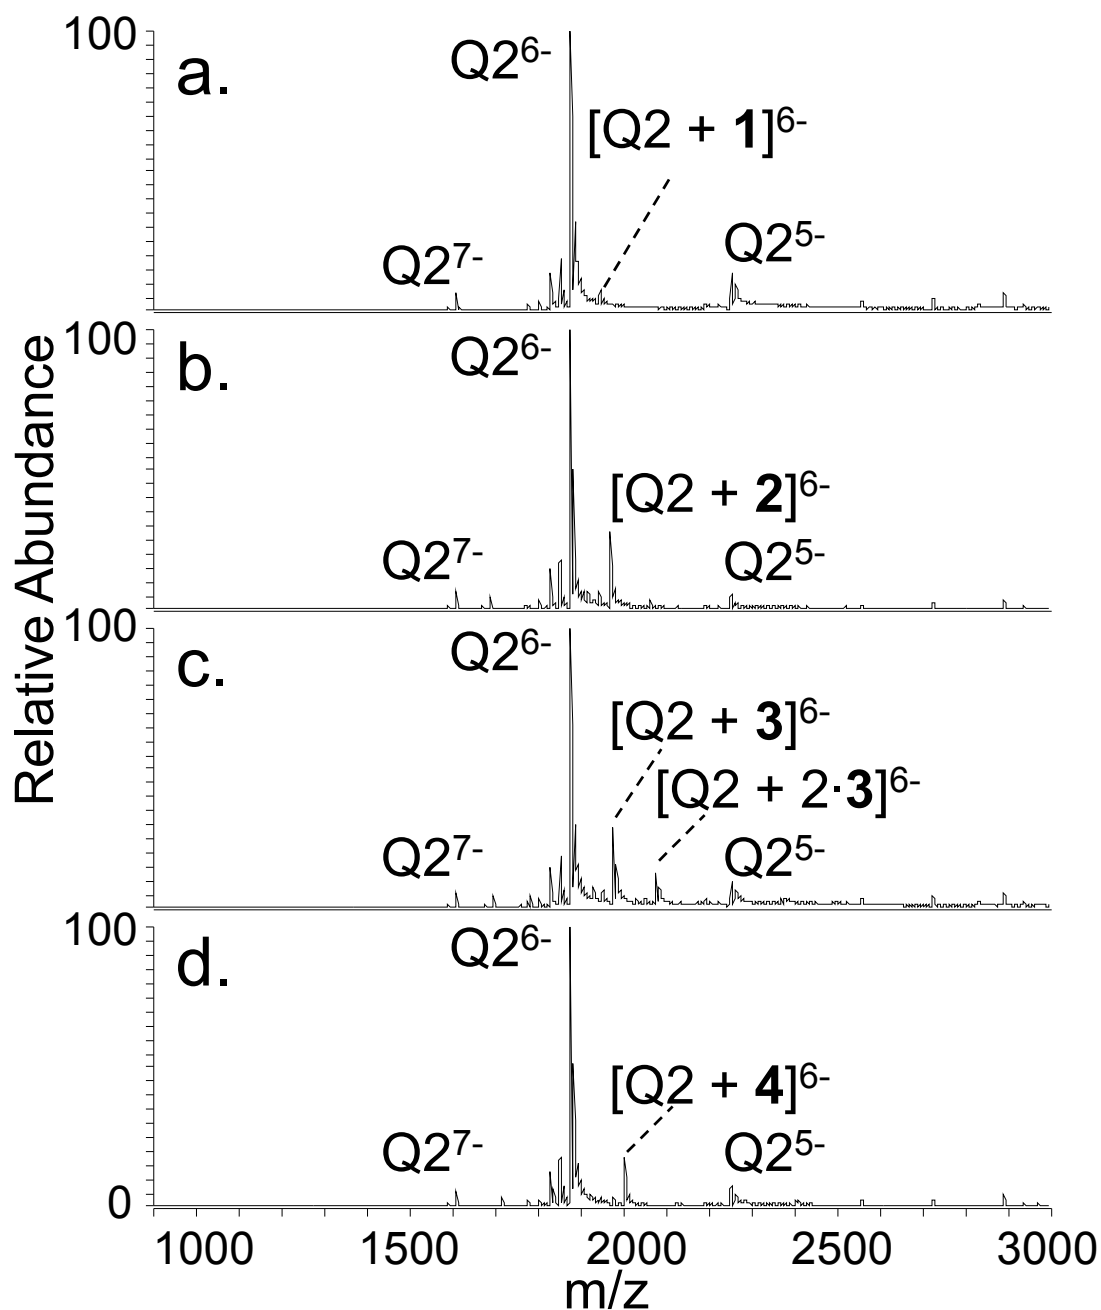 100
a.
Q2⁶⁻
[Q2 + 1]⁶⁻
Q2⁷⁻
Q2⁵⁻
100
b.
Q2⁶⁻
[Q2 + 2]⁶⁻
Q2⁷⁻
Q2⁵⁻
100
c.
Q2⁶⁻
[Q2 + 3]⁶⁻
[Q2 + 2·3]⁶⁻
Q2⁷⁻
Q2⁵⁻
100
d.
Q2⁶⁻
[Q2 + 4]⁶⁻
Q2⁷⁻
Q2⁵⁻
0
Relative Abundance
1000 1500 2000 2500 3000
m/z